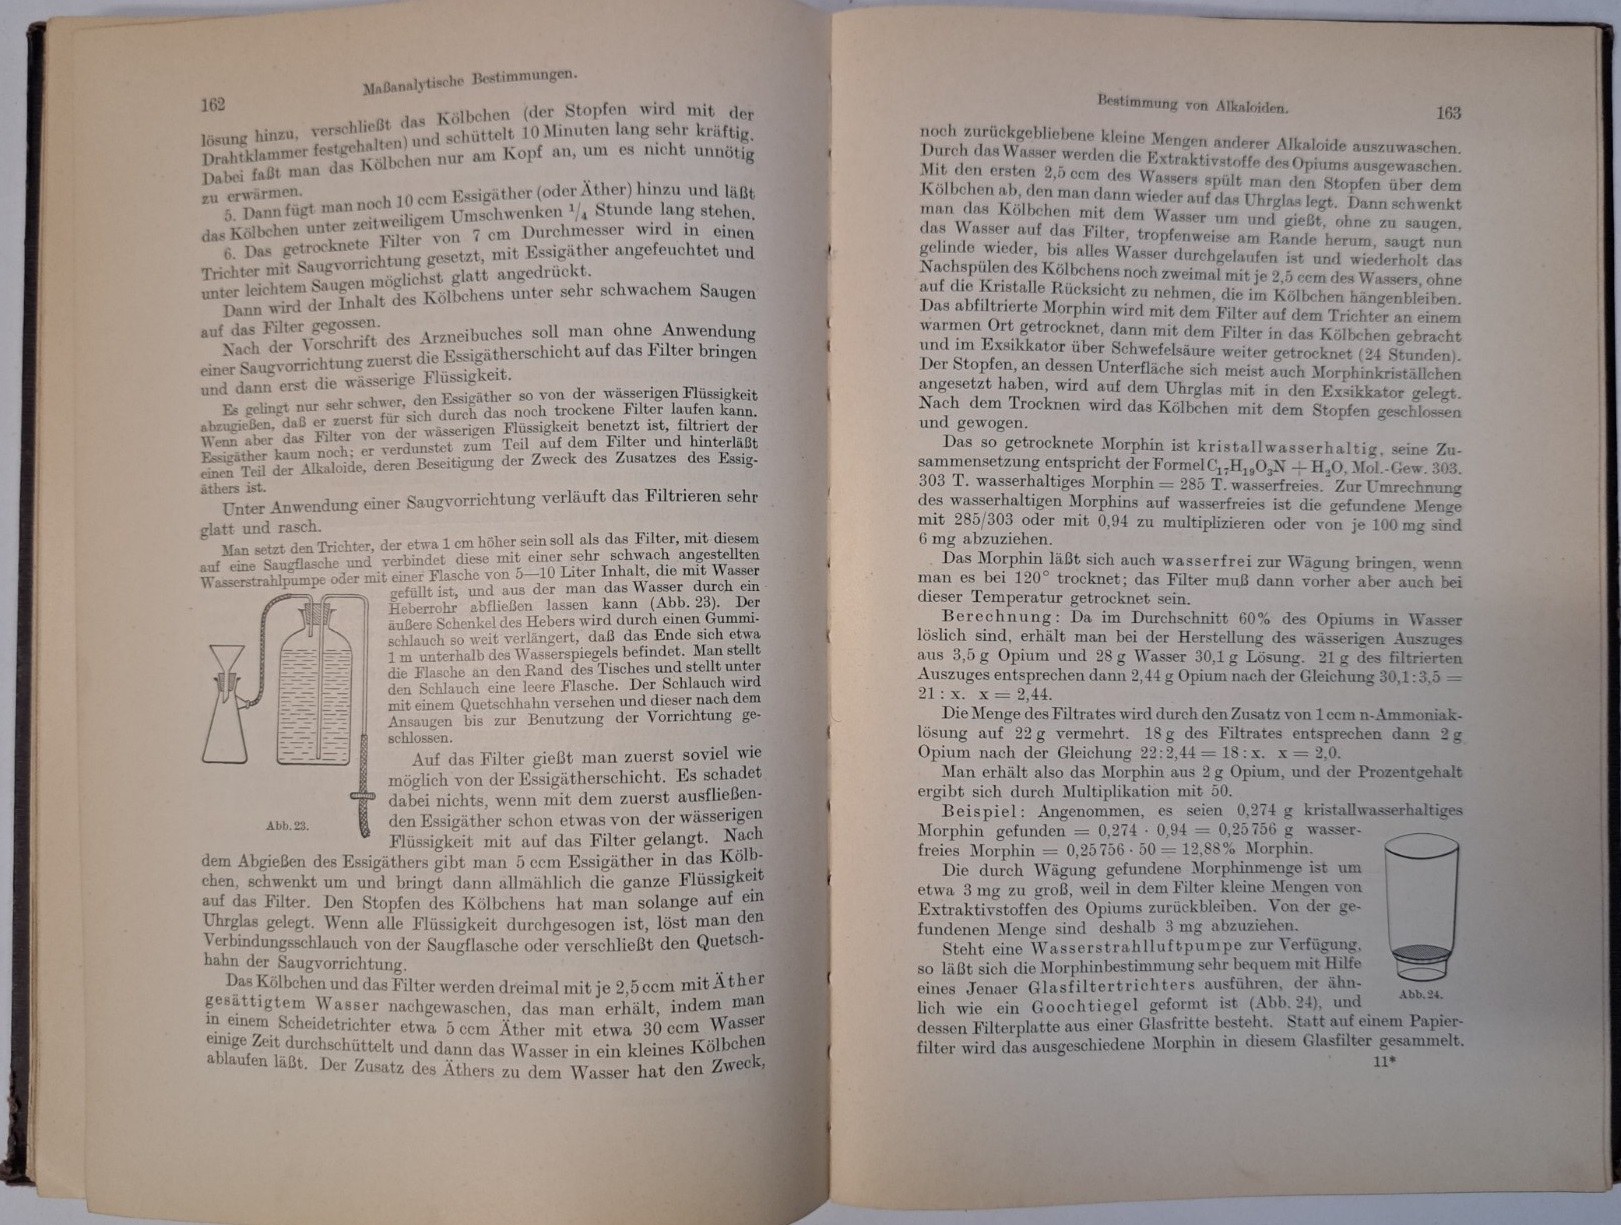 162
Maßanalytische Bestimmungen.
lösung hinzu, verschließt das Kölbchen (der Stopfen wird mit der
Drahtklammer festgehalten) und schüttelt 10 Minuten lang sehr kräftig.
Dabei faßt man das Kölbchen nur am Kopf an, um es nicht unnötig
zu erwärmen.
5. Dann fügt man noch 10 ccm Essigäther (oder Äther) hinzu und läßt
das Kölbchen unter zeitweiligem Umschwenken ¹/₄ Stunde lang stehen.
6. Das getrocknete Filter von 7 cm Durchmesser wird in einen
Trichter mit Saugvorrichtung gesetzt, mit Essigäther angefeuchtet und
unter leichtem Saugen möglichst glatt angedrückt.
Dann wird der Inhalt des Kölbchens unter sehr schwachem Saugen
auf das Filter gegossen.
Nach der Vorschrift des Arzneibuches soll man ohne Anwendung
einer Saugvorrichtung zuerst die Essigätherschicht auf das Filter bringen
und dann erst die wässerige Flüssigkeit.
Es gelingt nur sehr schwer, den Essigäther so von der wässerigen Flüssigkeit
abzugießen, daß er zuerst für sich durch das noch trockene Filter laufen kann.
Wenn aber das Filter von der wässerigen Flüssigkeit benetzt ist, filtriert der
Essigäther kaum noch; er verdunstet zum Teil auf dem Filter und hinterläßt
einen Teil der Alkaloide, deren Beseitigung der Zweck des Zusatzes des Essig-
äthers ist.
Unter Anwendung einer Saugvorrichtung verläuft das Filtrieren sehr
glatt und rasch.
Man setzt den Trichter, der etwa 1 cm höher sein soll als das Filter, mit diesem
auf eine Saugflasche und verbindet diese mit einer sehr schwach angestellten
Wasserstrahlpumpe oder mit einer Flasche von 5—10 Liter Inhalt, die mit Wasser
gefüllt ist, und aus der man das Wasser durch ein
Heberrohr abfließen lassen kann (Abb. 23). Der
äußere Schenkel des Hebers wird durch einen Gummi-
schlauch so weit verlängert, daß das Ende sich etwa
1 m unterhalb des Wasserspiegels befindet. Man stellt
die Flasche an den Rand des Tisches und stellt unter
den Schlauch eine leere Flasche. Der Schlauch wird
mit einem Quetschhahn versehen und dieser nach dem
Ansaugen bis zur Benutzung der Vorrichtung ge-
schlossen.
Abb. 23.
Auf das Filter gießt man zuerst soviel wie
möglich von der Essigätherschicht. Es schadet
dabei nichts, wenn mit dem zuerst ausfließen-
den Essigäther schon etwas von der wässerigen
Flüssigkeit mit auf das Filter gelangt. Nach
dem Abgießen des Essigäthers gibt man 5 ccm Essigäther in das Kölb-
chen, schwenkt um und bringt dann allmählich die ganze Flüssigkeit
auf das Filter. Den Stopfen des Kölbchens hat man solange auf ein
Uhrglas gelegt. Wenn alle Flüssigkeit durchgesogen ist, löst man den
Verbindungsschlauch von der Saugflasche oder verschließt den Quetsch-
hahn der Saugvorrichtung.
Das Kölbchen und das Filter werden dreimal mit je 2,5 ccm mit Äther
gesättigtem Wasser nachgewaschen, das man erhält, indem man
in einem Scheidetrichter etwa 5 ccm Äther mit etwa 30 ccm Wasser
einige Zeit durchschüttelt und dann das Wasser in ein kleines Kölbchen
ablaufen läßt. Der Zusatz des Äthers zu dem Wasser hat den Zweck,
Bestimmung von Alkaloiden.
163
noch zurückgebliebene kleine Mengen anderer Alkaloide auszuwaschen.
Durch das Wasser werden die Extraktivstoffe des Opiums ausgewaschen.
Mit den ersten 2,5 ccm des Wassers spült man den Stopfen über dem
Kölbchen ab, den man dann wieder auf das Uhrglas legt. Dann schwenkt
man das Kölbchen mit dem Wasser um und gießt, ohne zu saugen,
das Wasser auf das Filter, tropfenweise am Rande herum, saugt nun
gelinde wieder, bis alles Wasser durchgelaufen ist und wiederholt das
Nachspülen des Kölbchens noch zweimal mit je 2,5 ccm des Wassers, ohne
auf die Kristalle Rücksicht zu nehmen, die im Kölbchen hängenbleiben.
Das abfiltrierte Morphin wird mit dem Filter auf dem Trichter an einem
warmen Ort getrocknet, dann mit dem Filter in das Kölbchen gebracht
und im Exsikkator über Schwefelsäure weiter getrocknet (24 Stunden).
Der Stopfen, an dessen Unterfläche sich meist auch Morphinkriställchen
angesetzt haben, wird auf dem Uhrglas mit in den Exsikkator gelegt.
Nach dem Trocknen wird das Kölbchen mit dem Stopfen geschlossen
und gewogen.
Das so getrocknete Morphin ist kristallwasserhaltig, seine Zu-
sammensetzung entspricht der Formel C₁₇H₁₉O₃N + H₂O, Mol.-Gew. 303.
303 T. wasserhaltiges Morphin = 285 T. wasserfreies. Zur Umrechnung
des wasserhaltigen Morphins auf wasserfreies ist die gefundene Menge
mit 285/303 oder mit 0,94 zu multiplizieren oder von je 100 mg sind
6 mg abzuziehen.
Das Morphin läßt sich auch wasserfrei zur Wägung bringen, wenn
man es bei 120° trocknet; das Filter muß dann vorher aber auch bei
dieser Temperatur getrocknet sein.
Berechnung: Da im Durchschnitt 60% des Opiums in Wasser
löslich sind, erhält man bei der Herstellung des wässerigen Auszuges
aus 3,5 g Opium und 28 g Wasser 30,1 g Lösung. 21 g des filtrierten
Auszuges entsprechen dann 2,44 g Opium nach der Gleichung 30,1 : 3,5 =
21 : x. x = 2,44.
Die Menge des Filtrates wird durch den Zusatz von 1 ccm n-Ammoniak-
lösung auf 22 g vermehrt. 18 g des Filtrates entsprechen dann 2 g
Opium nach der Gleichung 22 : 2,44 = 18 : x. x = 2,0.
Man erhält also das Morphin aus 2 g Opium, und der Prozentgehalt
ergibt sich durch Multiplikation mit 50.
Beispiel: Angenommen, es seien 0,274 g kristallwasserhaltiges
Morphin gefunden = 0,274 · 0,94 = 0,25756 g wasser-
freies Morphin = 0,25756 · 50 = 12,88% Morphin.
Die durch Wägung gefundene Morphinmenge ist um
etwa 3 mg zu groß, weil in dem Filter kleine Mengen von
Extraktivstoffen des Opiums zurückbleiben. Von der ge-
fundenen Menge sind deshalb 3 mg abzuziehen.
Steht eine Wasserstrahlluftpumpe zur Verfügung,
so läßt sich die Morphinbestimmung sehr bequem mit Hilfe
eines Jenaer Glasfiltertrichters ausführen, der ähn-
lich wie ein Goochtiegel geformt ist (Abb. 24), und
Abb. 24.
dessen Filterplatte aus einer Glasfritte besteht. Statt auf einem Papier-
filter wird das ausgeschiedene Morphin in diesem Glasfilter gesammelt.
11*